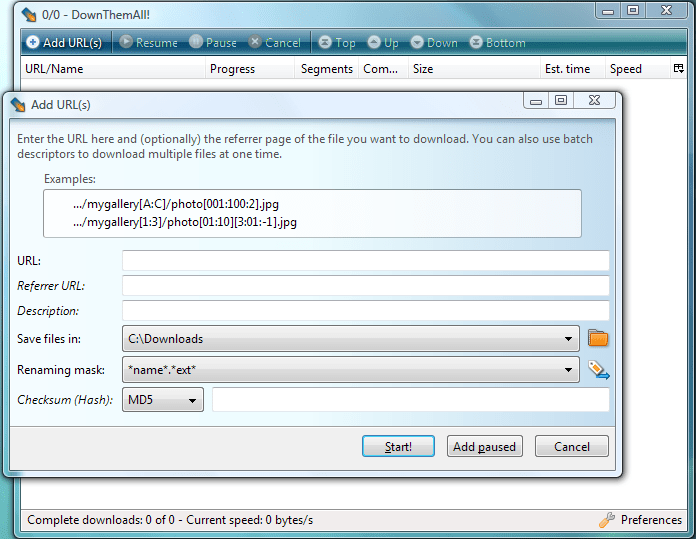 0/0 - DownThemAll!
Add URL(s) Resume Pause Cancel Top Up Down Bottom
URL/Name Progress Segments Com... Size Est. time Speed
Add URL(s)
Enter the URL here and (optionally) the referrer page of the file you want to download. You can also use batch
descriptors to download multiple files at one time.
Examples:
.../mygallery[A:C]/photo[001:100:2].jpg
.../mygallery[1:3]/photo[01:10][3:01:-1].jpg
URL:
Referrer URL:
Description:
Save files in: C:\Downloads
Renaming mask: *name*.*ext*
Checksum (Hash): MD5
Start! Add paused Cancel
Complete downloads: 0 of 0 - Current speed: 0 bytes/s Preferences